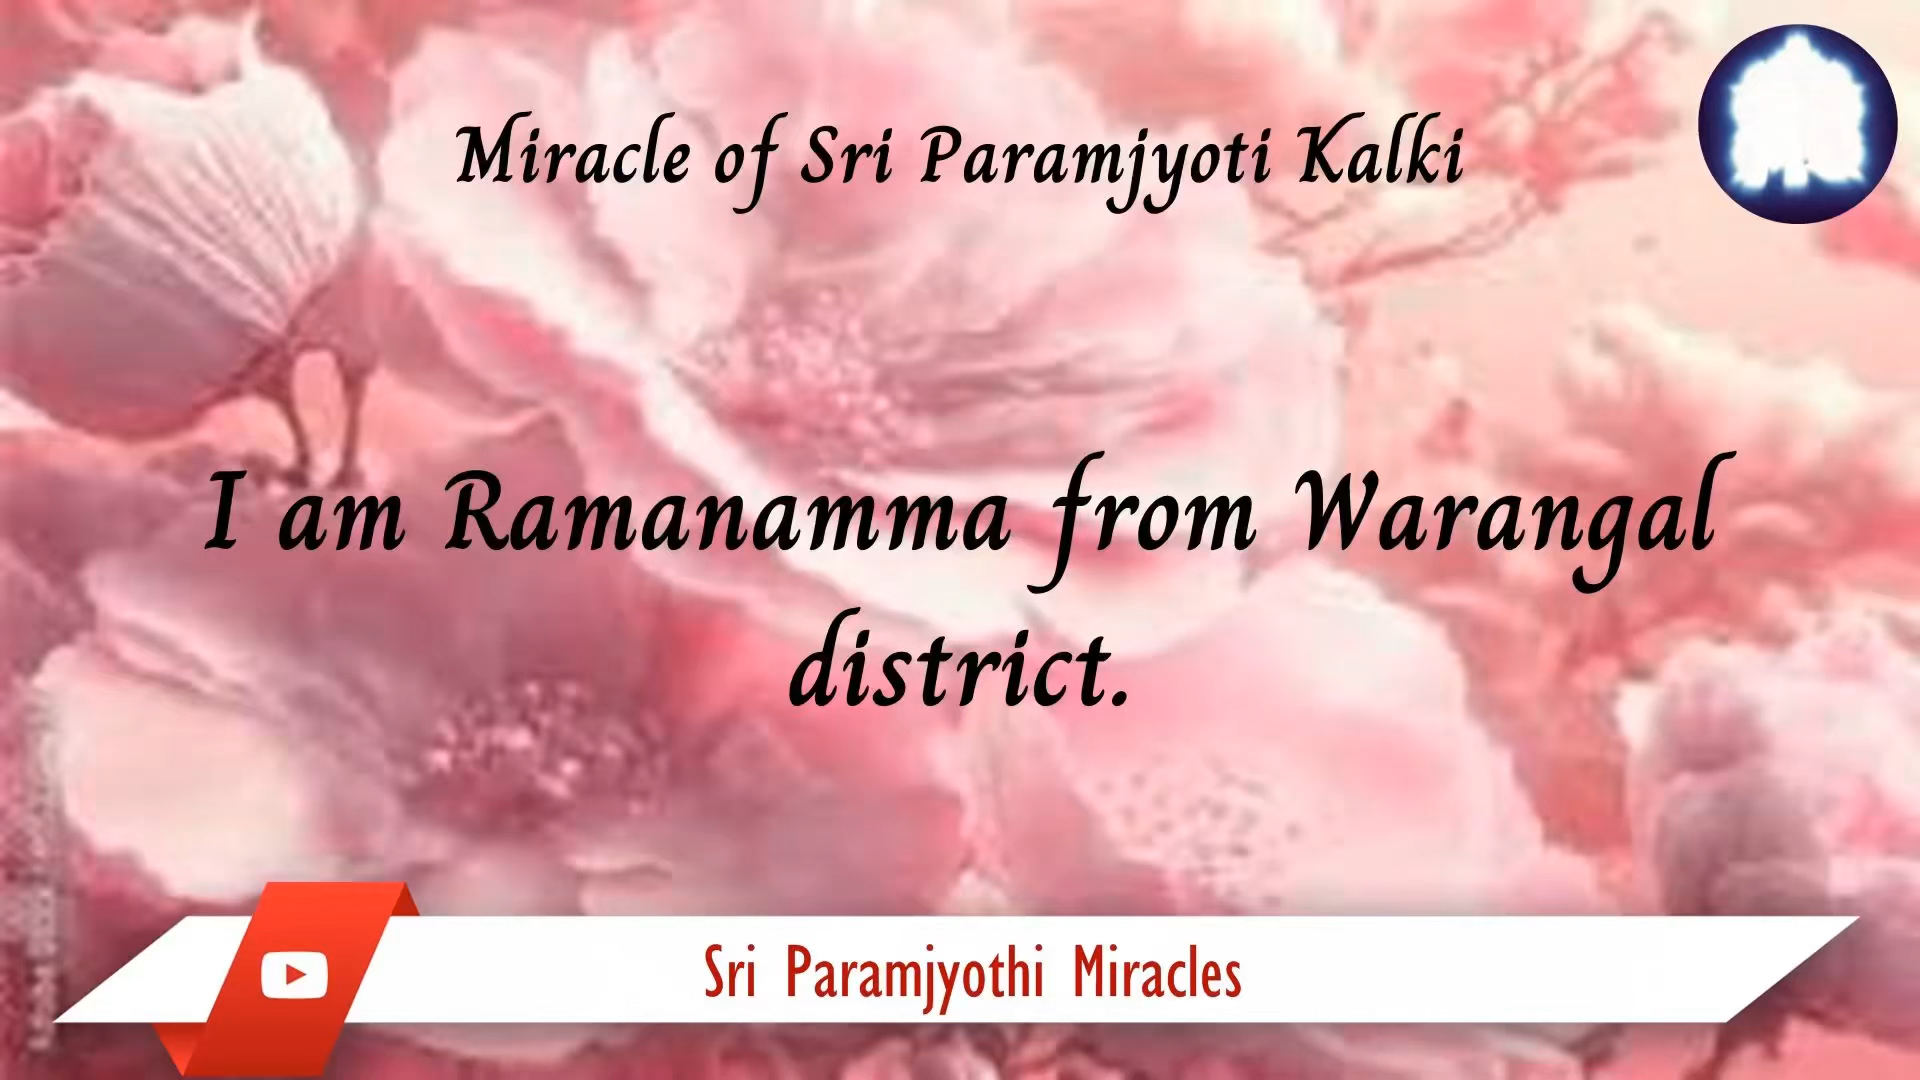 Miracle of Sri Paramjyoti Kalki
I am Ramanamma from Warangal
district.
Sri Paramjyothi Miracles